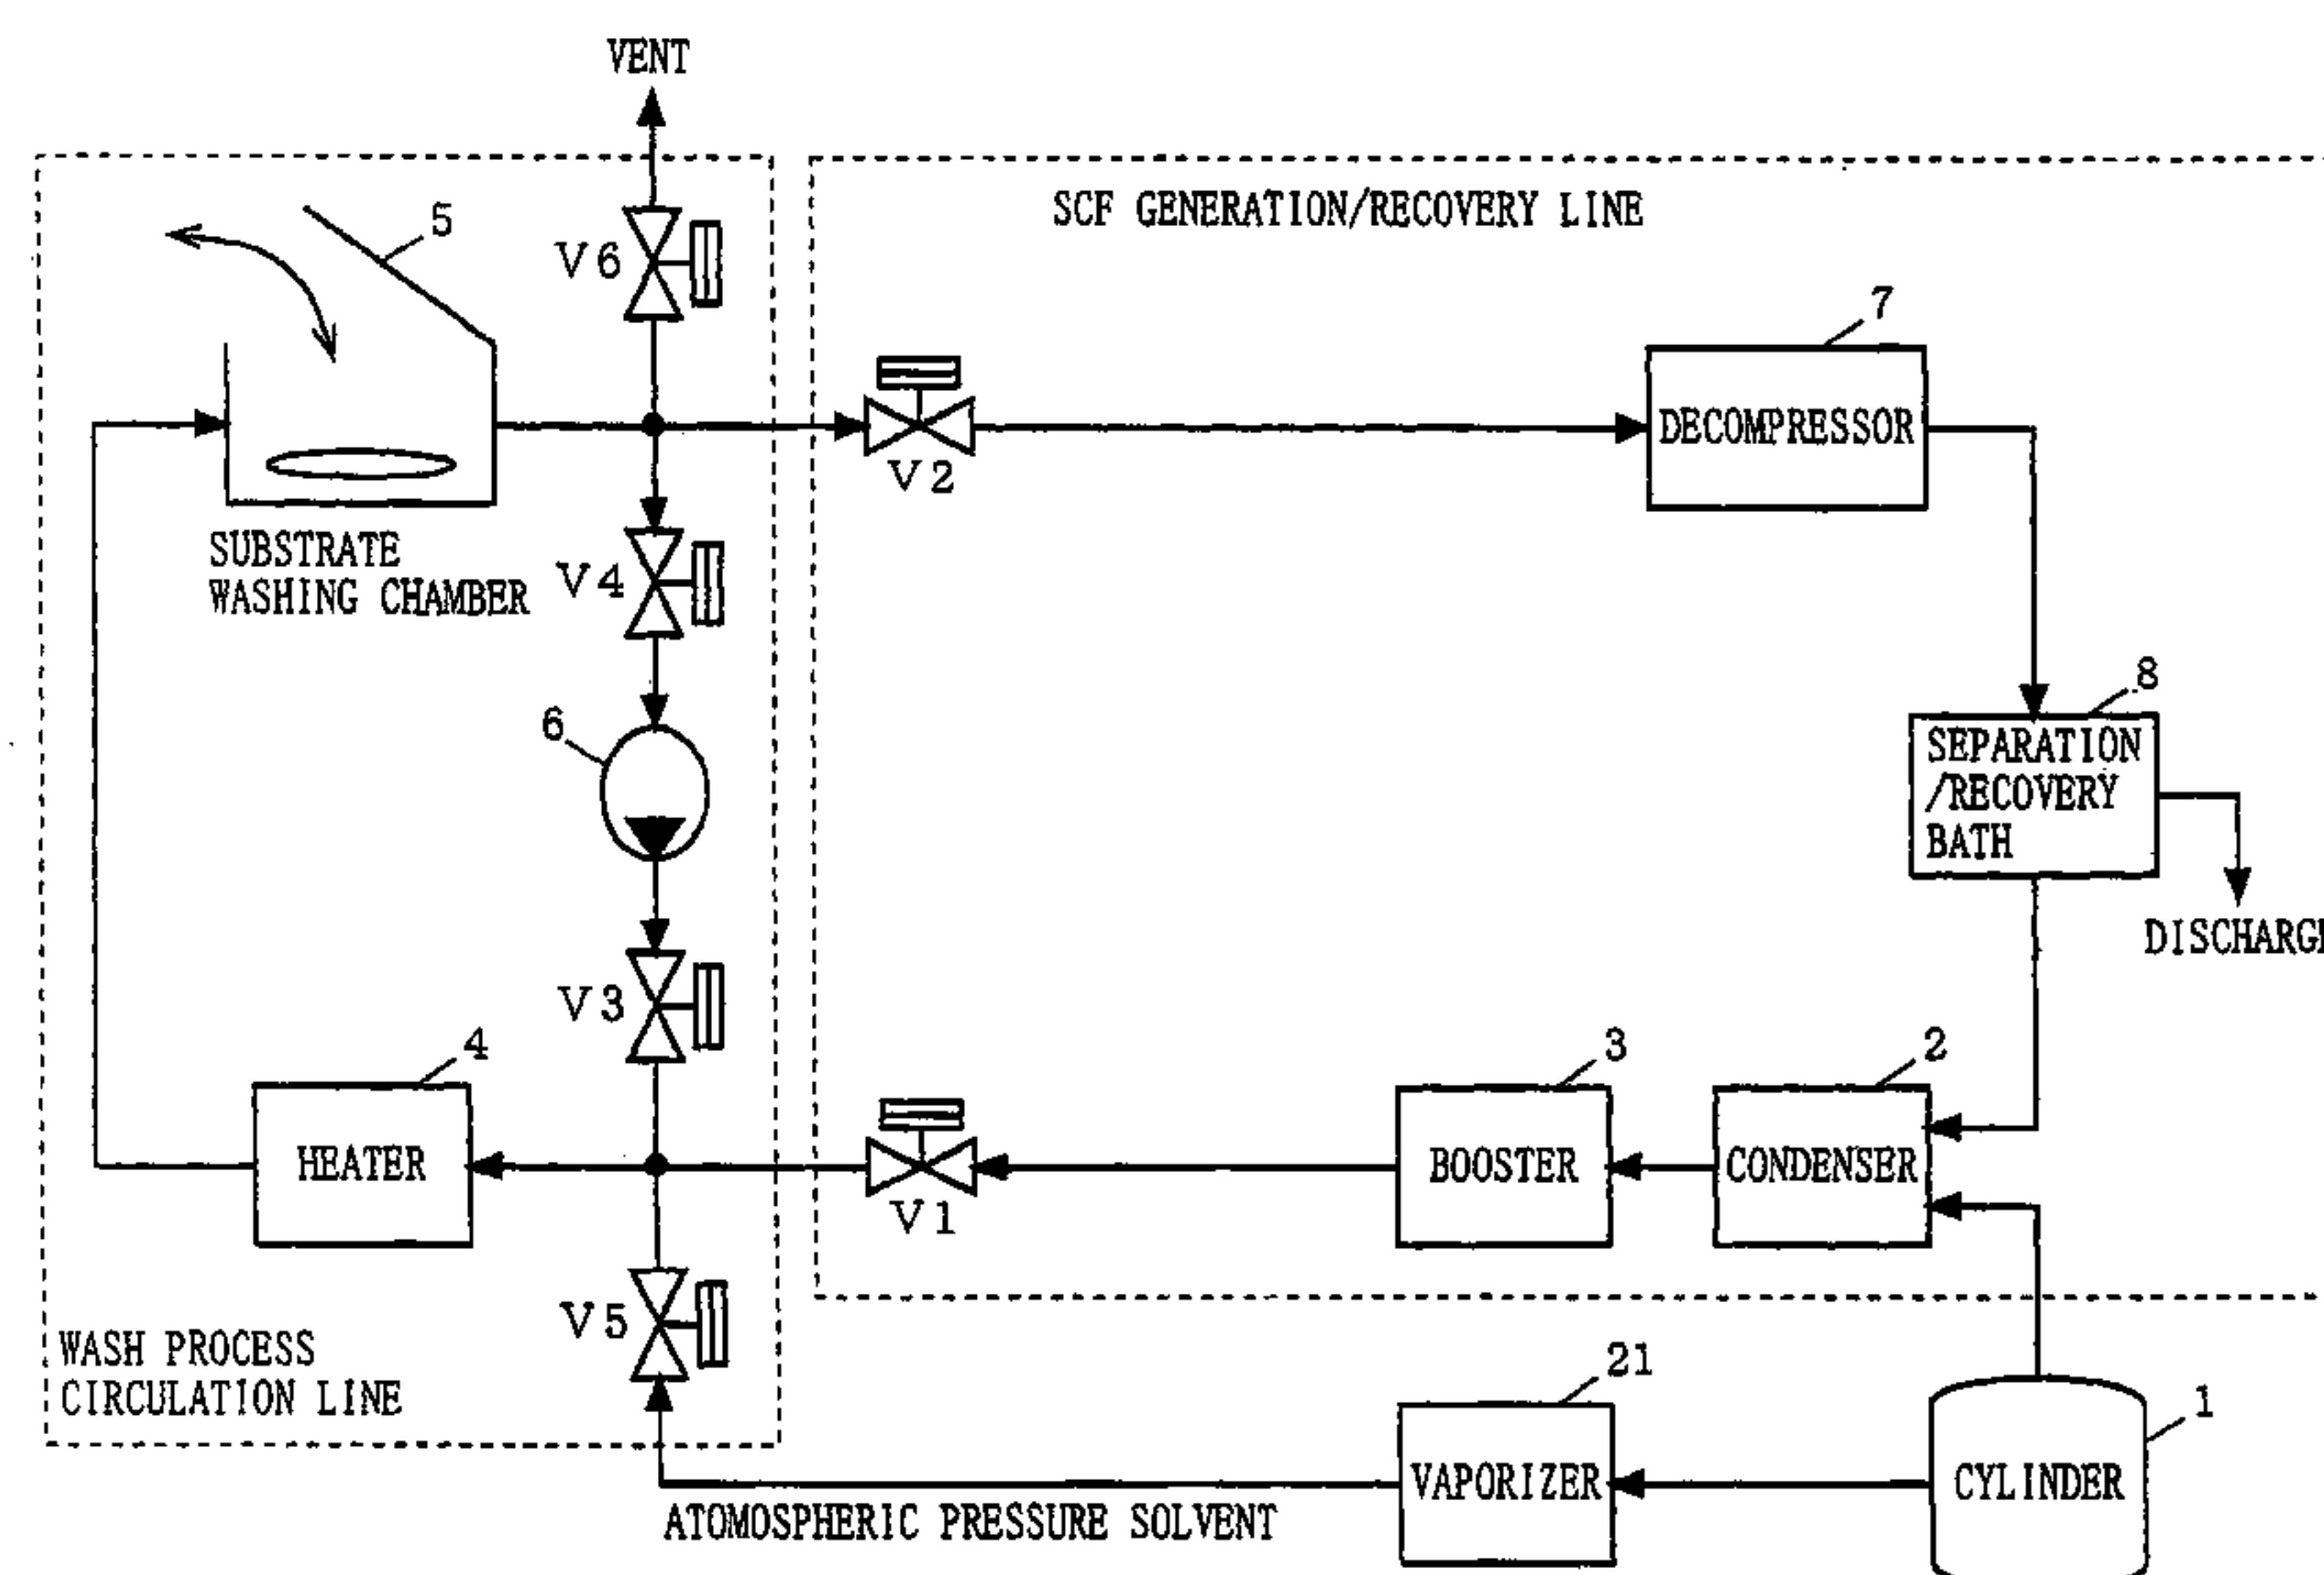 VENT
SCF GENERATION/RECOVERY LINE
5
V6
7
DECOMPRESSOR
V2
SUBSTRATE
WASHING CHAMBER
V4
8
SEPARATION
/RECOVERY
BATH
6
DISCHARGE
V3
4
3
2
HEATER
BOOSTER
CONDENSER
V1
V5
WASH PROCESS
CIRCULATION LINE
21
1
VAPORIZER
CYLINDER
ATOMOSPHERIC PRESSURE SOLVENT